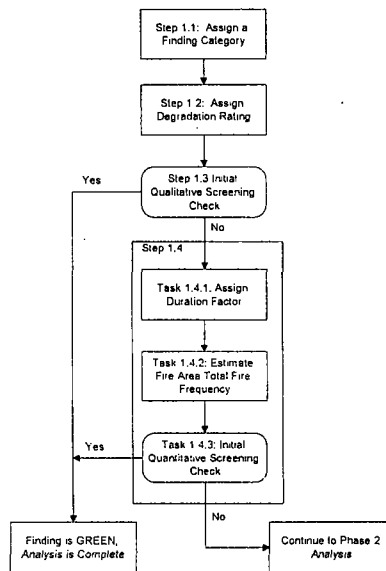 Step 1.1: Assign a
Finding Category
Step 1 2: Assign
Degradation Rating
Step 1.3 Initial
Qualitative Screening
Check
Yes
No
Step 1.4
Task 1.4.1. Assign
Duration Factor
Task 1.4.2: Estimate
Fire Area Total Fire
Frequency
Task 1 4.3: Initial
Quantitative Screening
Check
Yes
No
Finding is GREEN,
Analysis is Complete
Continue to Phase 2
Analysis